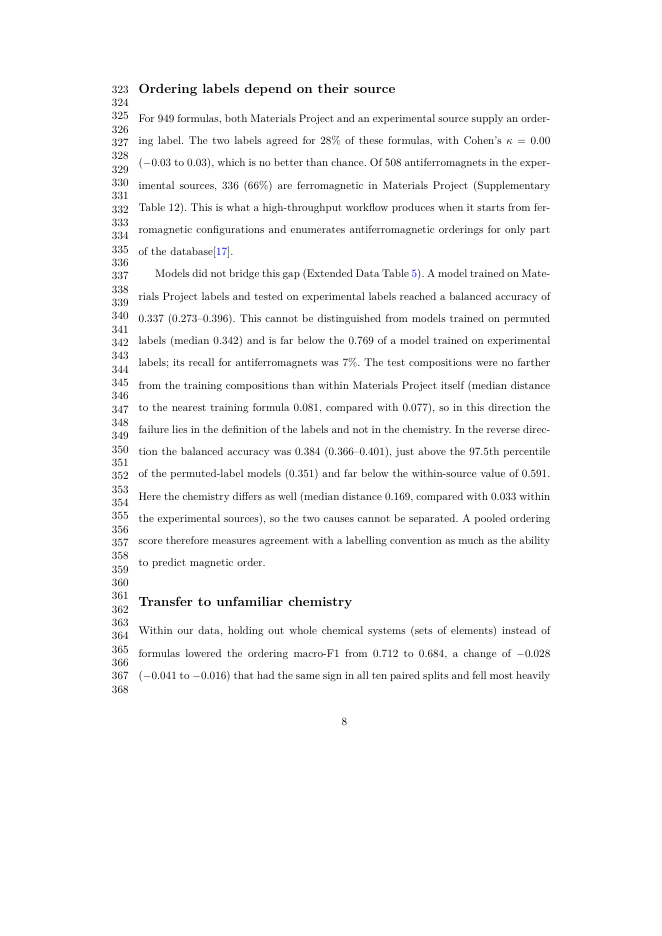 323 Ordering labels depend on their source
324
325 For 949 formulas, both Materials Project and an experimental source supply an order-
326
327 ing label. The two labels agreed for 28% of these formulas, with Cohen's κ = 0.00
328
329 (−0.03 to 0.03), which is no better than chance. Of 508 antiferromagnets in the exper-
330 imental sources, 336 (66%) are ferromagnetic in Materials Project (Supplementary
331
332 Table 12). This is what a high-throughput workflow produces when it starts from fer-
333
334 romagnetic configurations and enumerates antiferromagnetic orderings for only part
335 of the database[17].
336
337 Models did not bridge this gap (Extended Data Table 5). A model trained on Mate-
338
339 rials Project labels and tested on experimental labels reached a balanced accuracy of
340 0.337 (0.273–0.396). This cannot be distinguished from models trained on permuted
341
342 labels (median 0.342) and is far below the 0.769 of a model trained on experimental
343
344 labels; its recall for antiferromagnets was 7%. The test compositions were no farther
345 from the training compositions than within Materials Project itself (median distance
346
347 to the nearest training formula 0.081, compared with 0.077), so in this direction the
348
349 failure lies in the definition of the labels and not in the chemistry. In the reverse direc-
350 tion the balanced accuracy was 0.384 (0.366–0.401), just above the 97.5th percentile
351
352 of the permuted-label models (0.351) and far below the within-source value of 0.591.
353
354 Here the chemistry differs as well (median distance 0.169, compared with 0.033 within
355 the experimental sources), so the two causes cannot be separated. A pooled ordering
356
357 score therefore measures agreement with a labelling convention as much as the ability
358
359 to predict magnetic order.
360
361 Transfer to unfamiliar chemistry
362
363
364 Within our data, holding out whole chemical systems (sets of elements) instead of
365 formulas lowered the ordering macro-F1 from 0.712 to 0.684, a change of −0.028
366
367 (−0.041 to −0.016) that had the same sign in all ten paired splits and fell most heavily
368
8